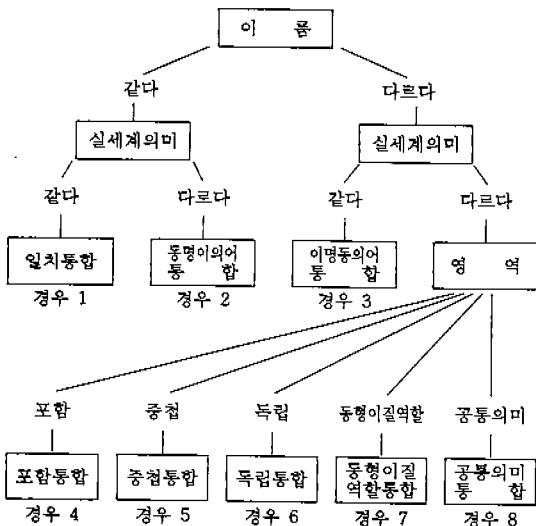 이 름
같다 다르다
실세계의미 실세계의미
같다 다르다 같다 다르다
일치통합 동명이의어 통 합 이명동의어 통 합 영 역
경우 1 경우 2 경우 3
포함 중첩 독립 동형이질역할 공통의미
포함통합 중첩통합 독립통합 동형이질 역할통합 공통의미 통 합
경우 4 경우 5 경우 6 경우 7 경우 8